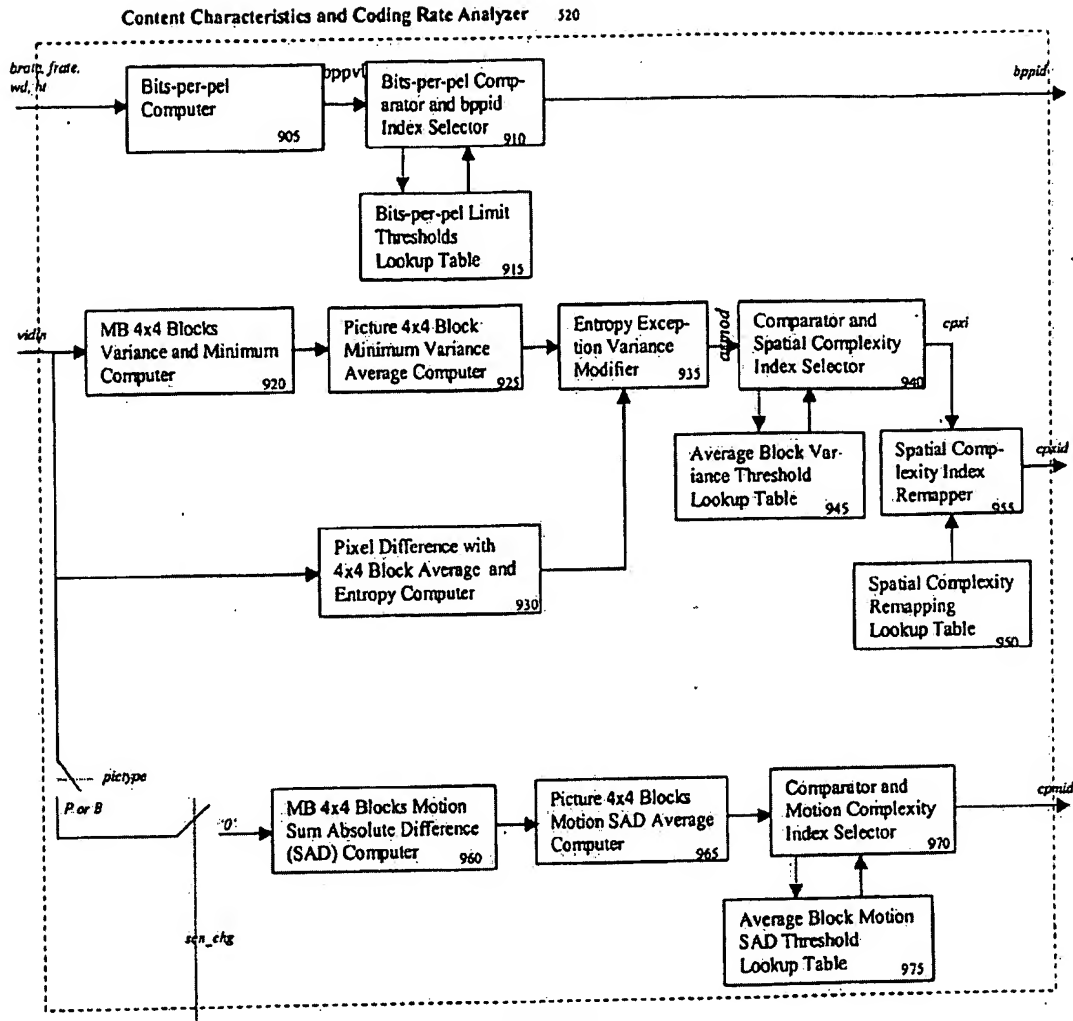 Content Characteristics and Coding Rate Analyzer 520
brate, frate,
wd, ht
Bits-per-pel
Computer
905
bppvl
Bits-per-pel Comp-
arator and bppid
Index Selector
910
bppid
Bits-per-pel Limit
Thresholds
Lookup Table
915
vidin
MB 4x4 Blocks
Variance and Minimum
Computer
920
Picture 4x4 Block
Minimum Variance
Average Computer
925
Entropy Excep-
tion Variance
Modifier
935
Comparator and
Spatial Complexity
Index Selector
940
cpxi
Average Block Var-
iance Threshold
Lookup Table
945
Spatial Comp-
lexity Index
Remapper
955
cpxid
Pixel Difference with
4x4 Block Average and
Entropy Computer
930
Spatial Complexity
Remapping
Lookup Table
950
pictype
P or B
"0"
MB 4x4 Blocks Motion
Sum Absolute Difference
(SAD) Computer
960
Picture 4x4 Blocks
Motion SAD Average
Computer
965
Comparator and
Motion Complexity
Index Selector
970
cpmid
Average Block Motion
SAD Threshold
Lookup Table
975
scn_chg